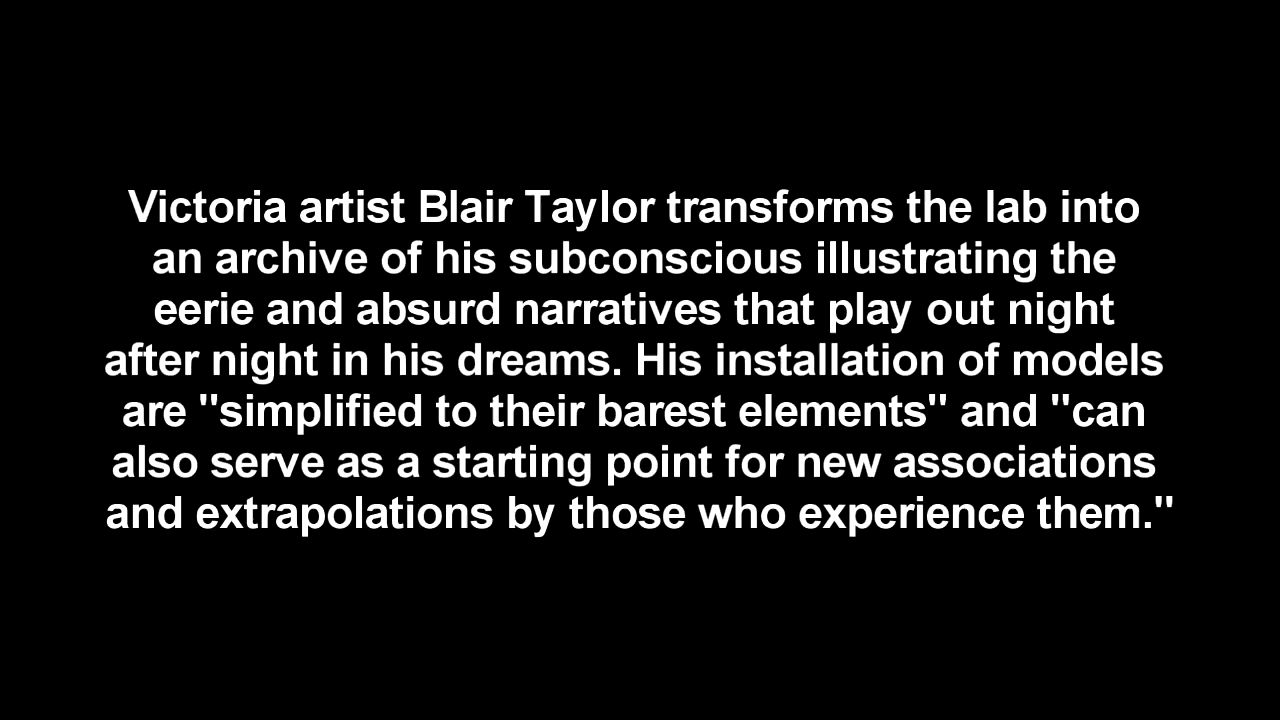 Victoria artist Blair Taylor transforms the lab into
an archive of his subconscious illustrating the
eerie and absurd narratives that play out night
after night in his dreams. His installation of models
are "simplified to their barest elements" and "can
also serve as a starting point for new associations
and extrapolations by those who experience them."